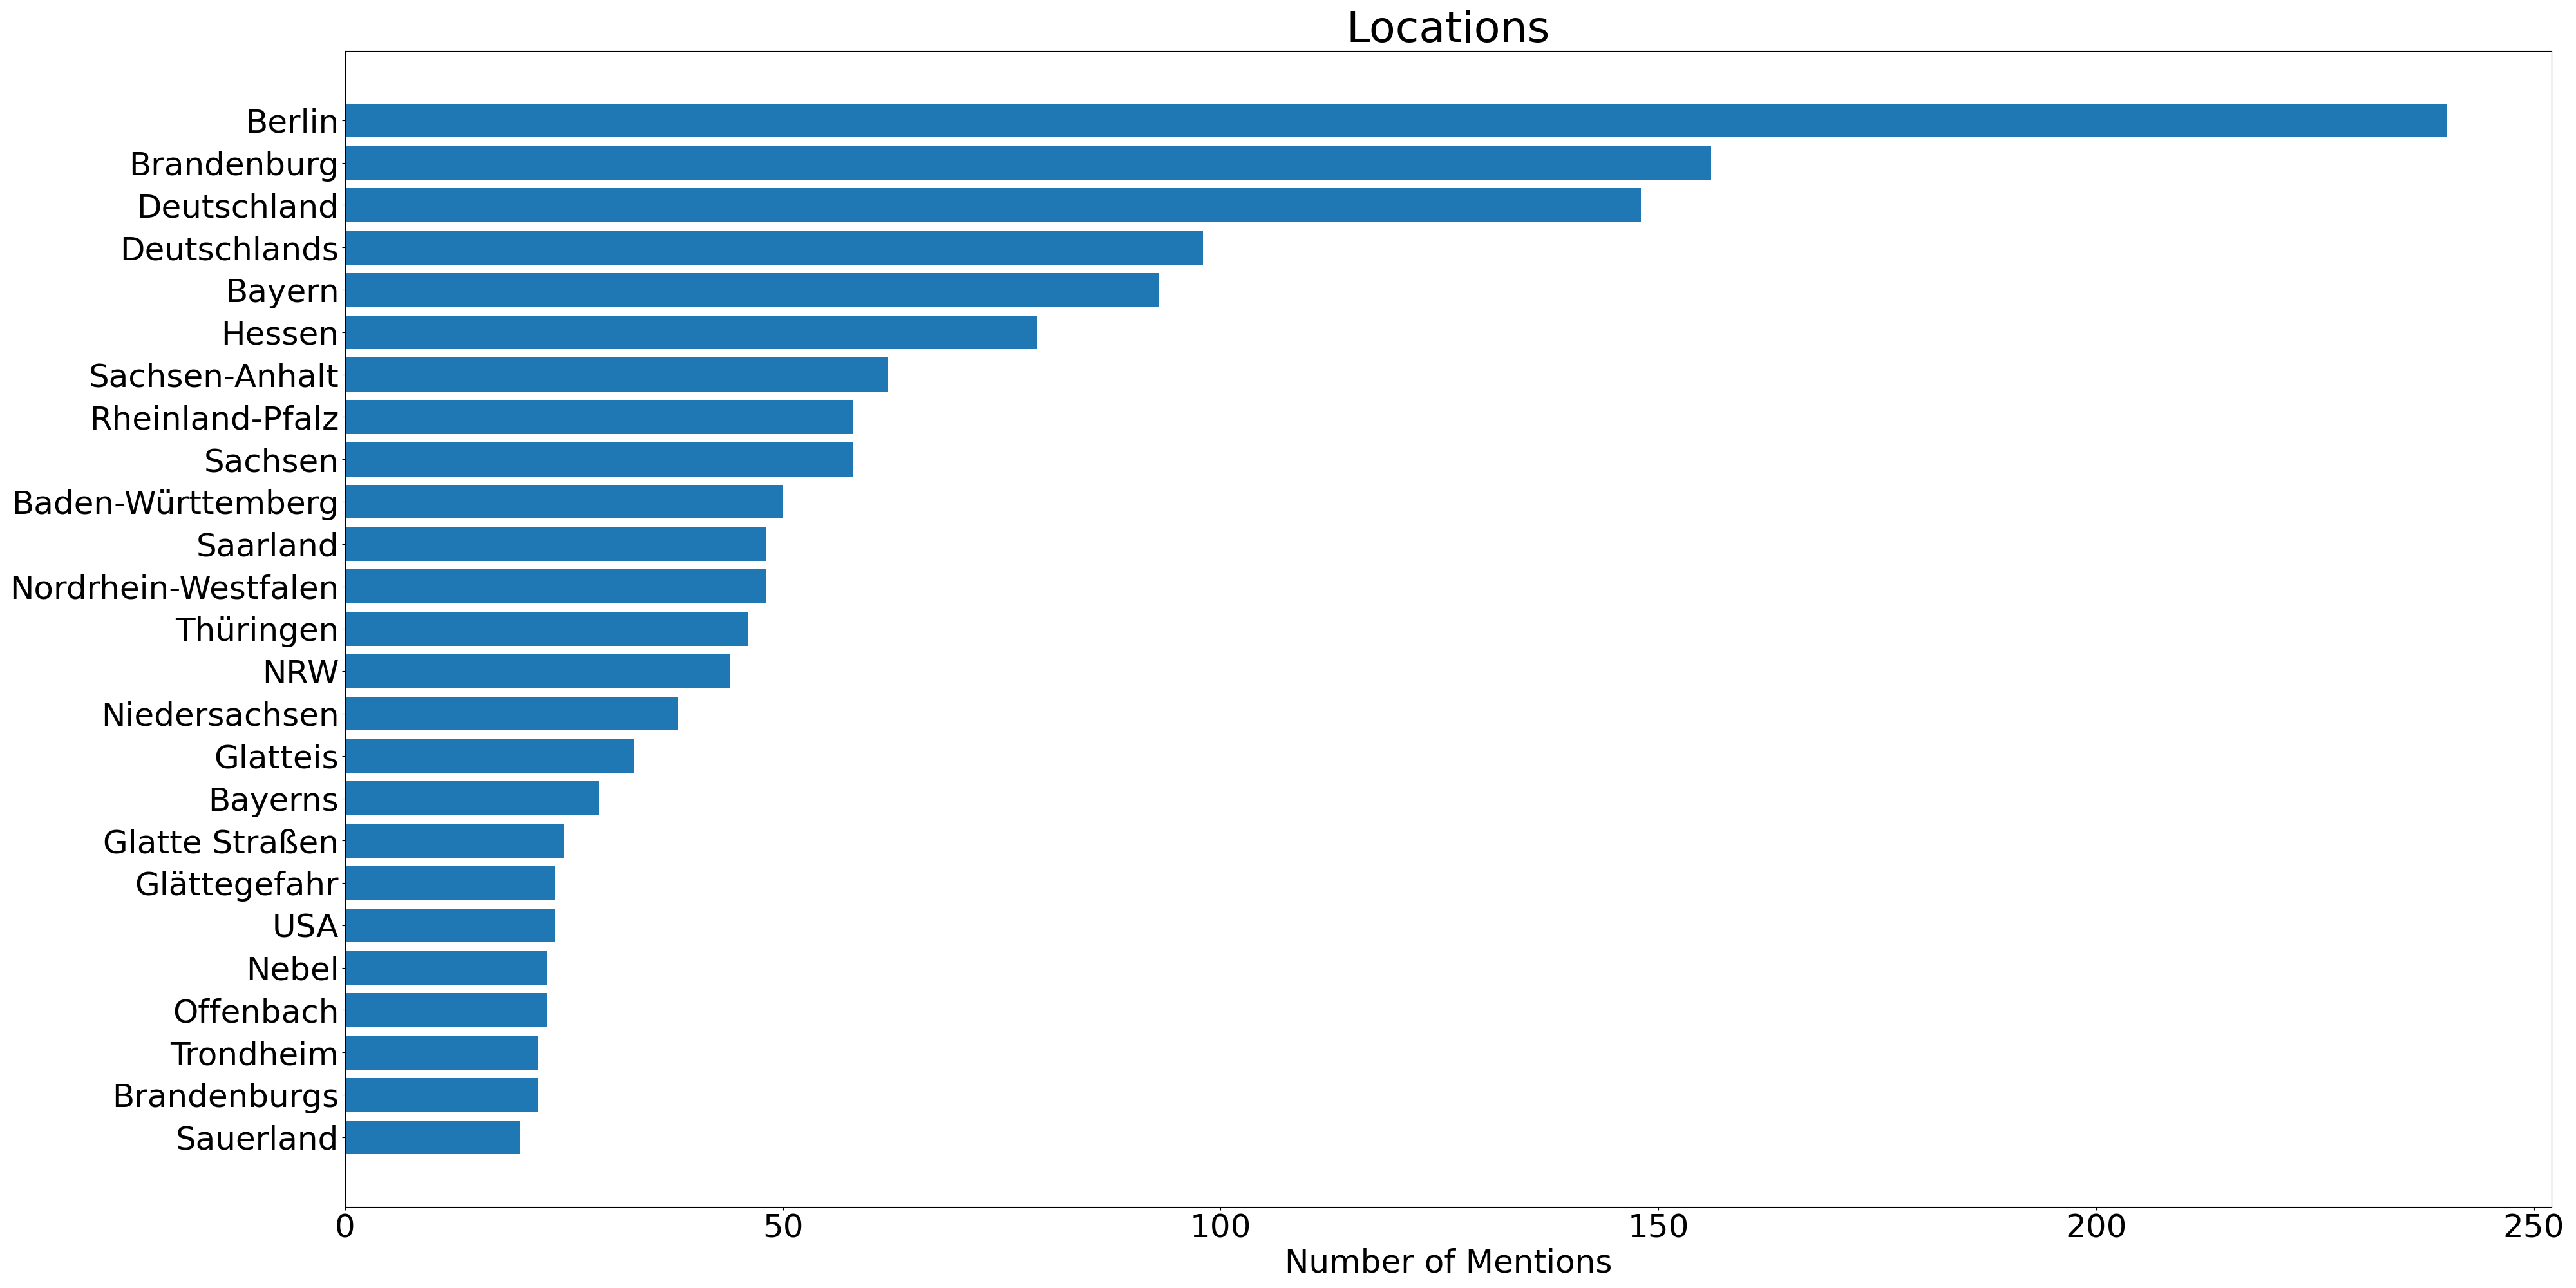 Locations
Berlin
Brandenburg
Deutschland
Deutschlands
Bayern
Hessen
Sachsen-Anhalt
Rheinland-Pfalz
Sachsen
Baden-Württemberg
Saarland
Nordrhein-Westfalen
Thüringen
NRW
Niedersachsen
Glatteis
Bayerns
Glatte Straßen
Glättegefahr
USA
Nebel
Offenbach
Trondheim
Brandenburgs
Sauerland
0 50 100 150 200 250
Number of Mentions